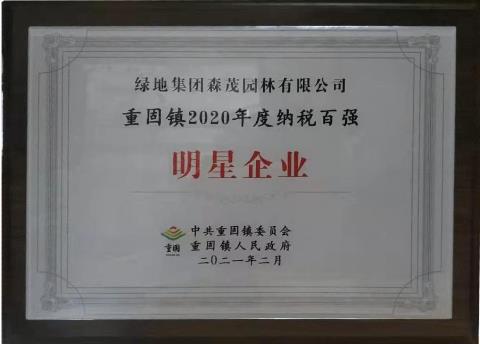 绿地集团森茂园林有限公司
重固镇2020年度纳税百强
明星企业
重固
中共重固镇委员会
重固镇人民政府
二〇二一年二月